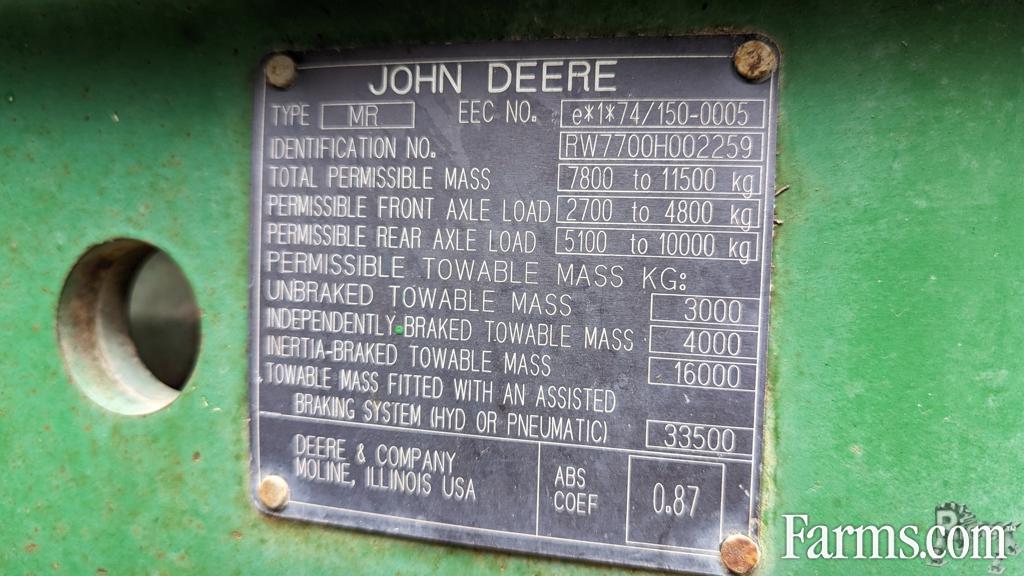 JOHN DEERE
TYPE MR EEC NO. e*1*74/150-0005
IDENTIFICATION NO. RW7700H002259
TOTAL PERMISSIBLE MASS 7800 to 11500 kg
PERMISSIBLE FRONT AXLE LOAD 2700 to 4800 kg
PERMISSIBLE REAR AXLE LOAD 5100 to 10000 kg
PERMISSIBLE TOWABLE MASS KG:
UNBRAKED TOWABLE MASS 3000
INDEPENDENTLY-BRAKED TOWABLE MASS 4000
INERTIA-BRAKED TOWABLE MASS 16000
TOWABLE MASS FITTED WITH AN ASSISTED
BRAKING SYSTEM (HYD OR PNEUMATIC) 33500
DEERE & COMPANY
MOLINE, ILLINOIS USA
ABS
COEF
0.87
Farms.com